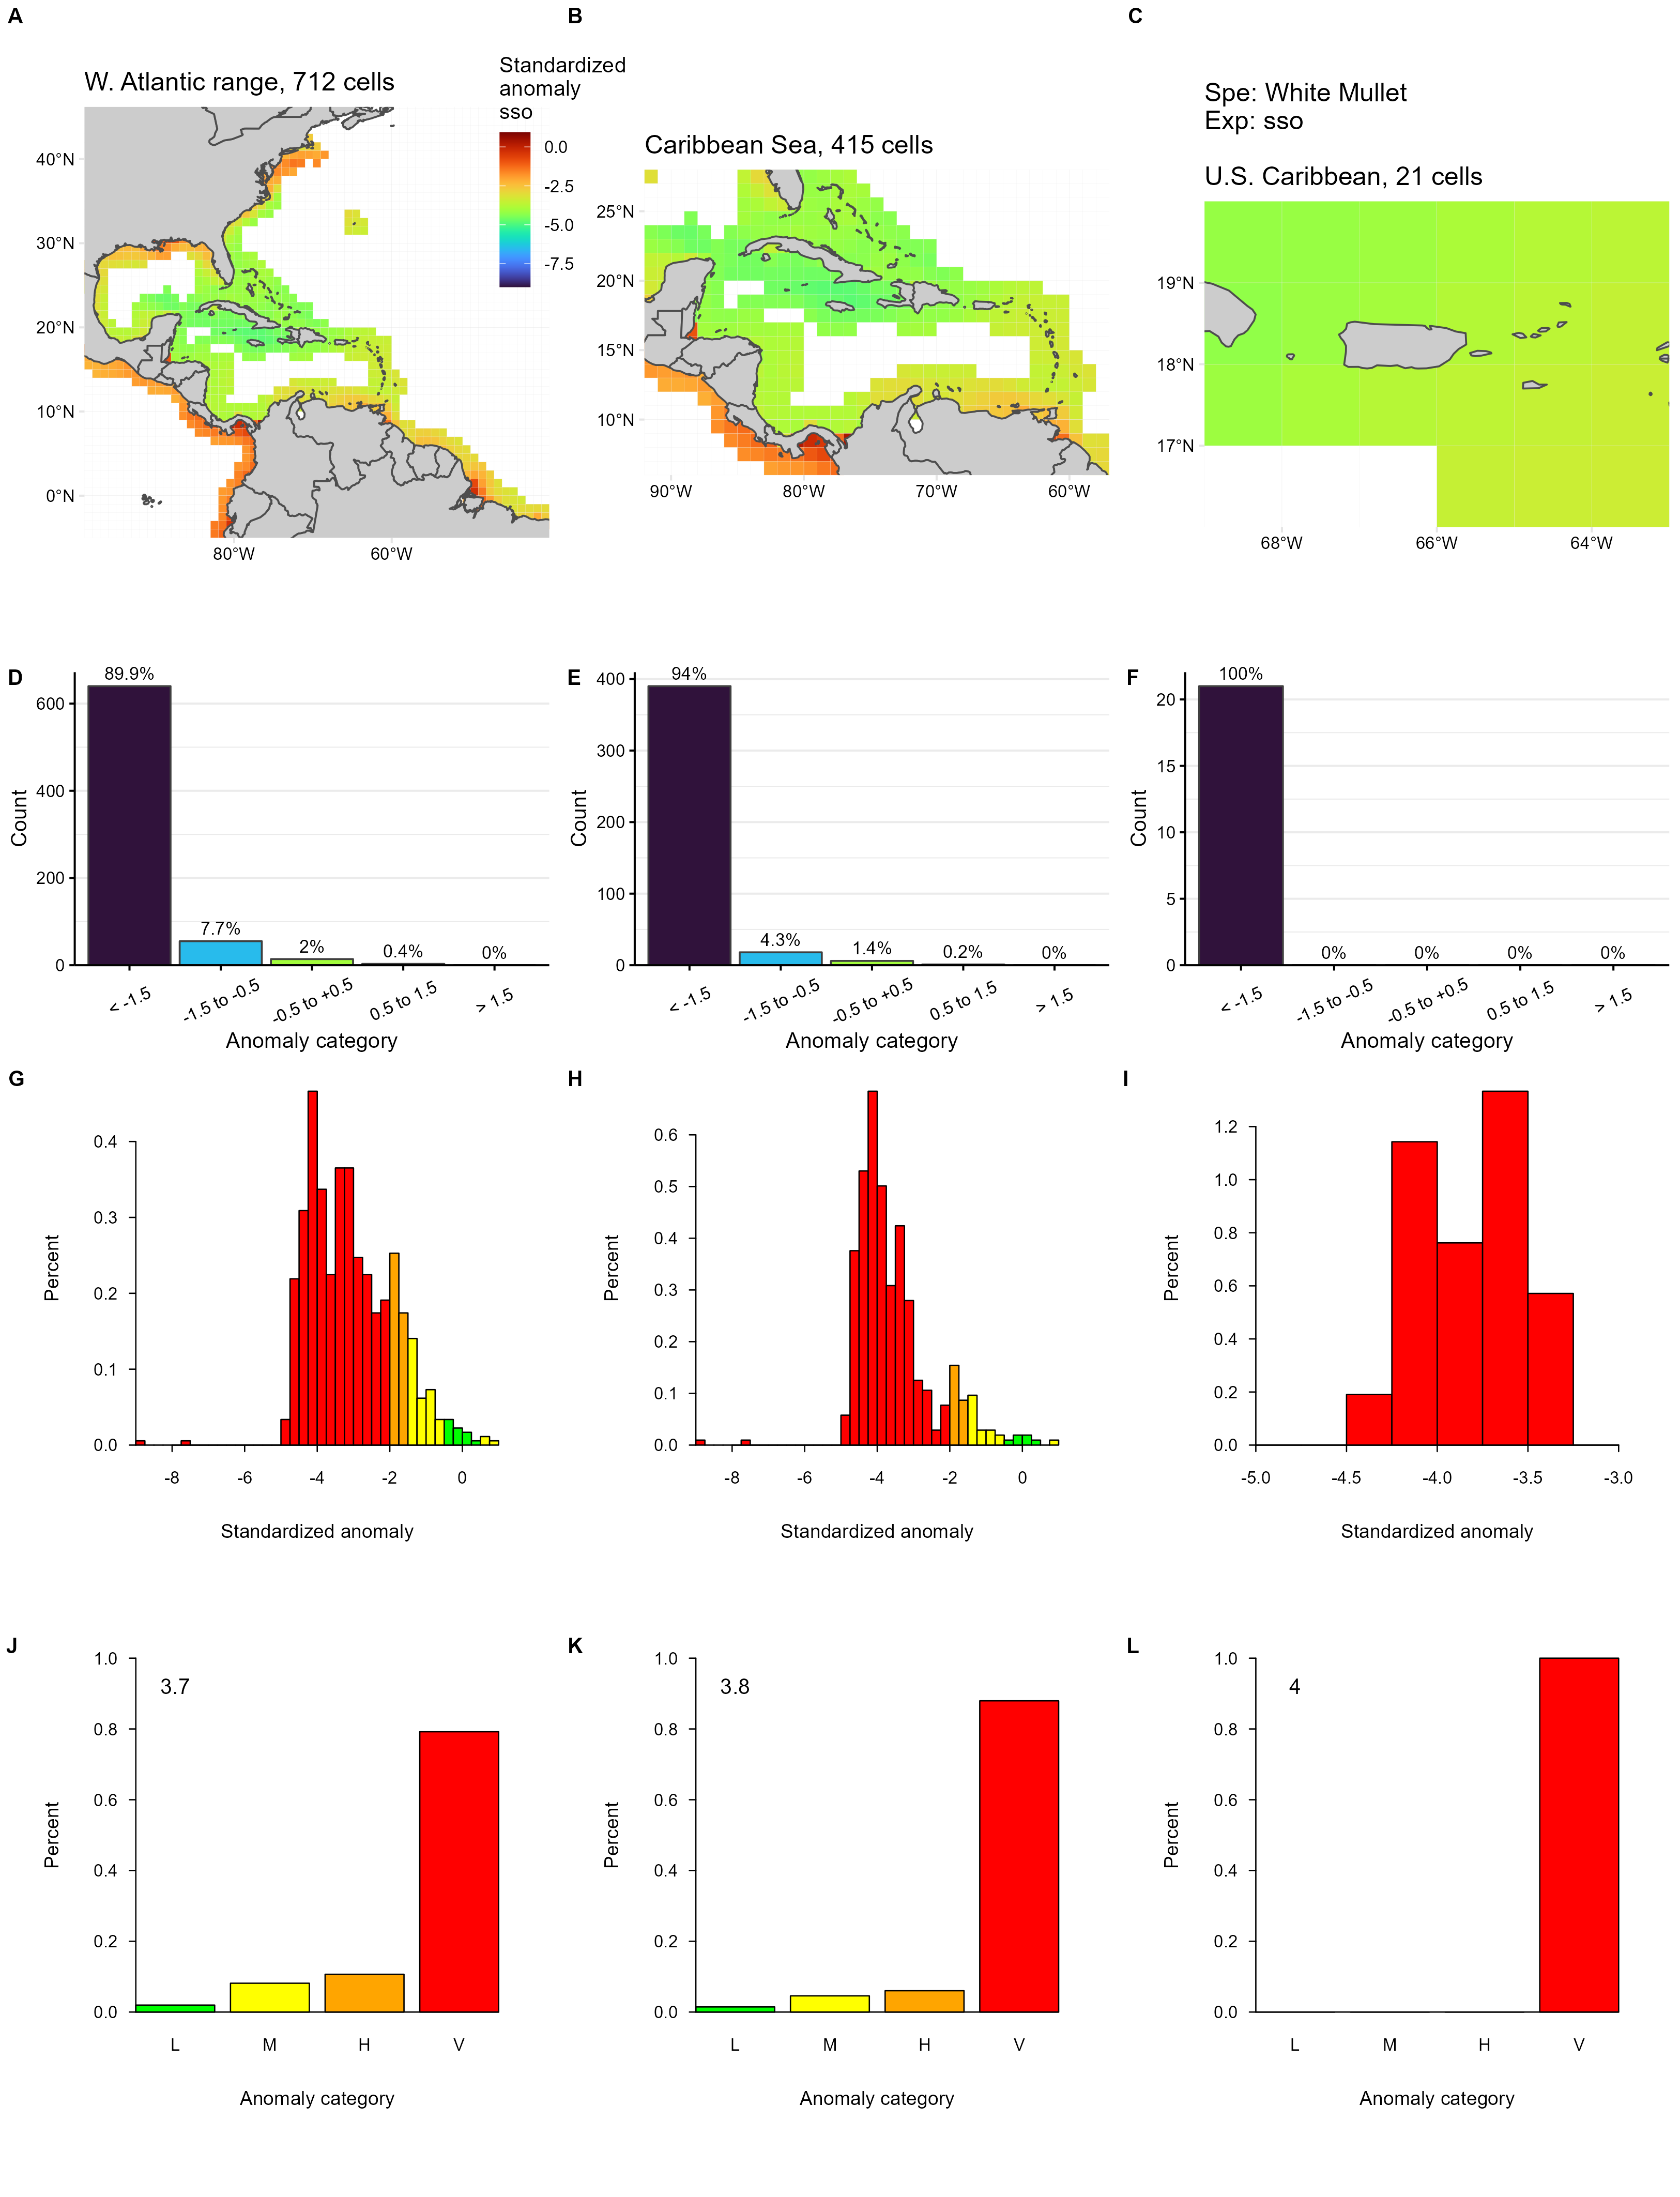 A
B
C
W. Atlantic range, 712 cells
Standardized
anomaly
sso
0.0
-2.5
-5.0
-7.5
40°N
30°N
20°N
10°N
0°N
80°W
60°W
Caribbean Sea, 415 cells
25°N
20°N
15°N
10°N
90°W
80°W
70°W
60°W
Spe: White Mullet
Exp: sso
U.S. Caribbean, 21 cells
19°N
18°N
17°N
68°W
66°W
64°W
D
89.9%
7.7%
2%
0.4%
0%
600
400
200
0
Count
< -1.5
-1.5 to -0.5
-0.5 to +0.5
0.5 to 1.5
> 1.5
Anomaly category
E
94%
4.3%
1.4%
0.2%
0%
400
300
200
100
0
Count
< -1.5
-1.5 to -0.5
-0.5 to +0.5
0.5 to 1.5
> 1.5
Anomaly category
F
100%
0%
0%
0%
0%
20
15
10
5
0
Count
< -1.5
-1.5 to -0.5
-0.5 to +0.5
0.5 to 1.5
> 1.5
Anomaly category
G
0.4
0.3
0.2
0.1
0.0
Percent
-8
-6
-4
-2
0
Standardized anomaly
H
0.6
0.5
0.4
0.3
0.2
0.1
0.0
Percent
-8
-6
-4
-2
0
Standardized anomaly
I
1.2
1.0
0.8
0.6
0.4
0.2
0.0
Percent
-5.0
-4.5
-4.0
-3.5
-3.0
Standardized anomaly
J
3.7
1.0
0.8
0.6
0.4
0.2
0.0
Percent
L
M
H
V
Anomaly category
K
3.8
1.0
0.8
0.6
0.4
0.2
0.0
Percent
L
M
H
V
Anomaly category
L
4
1.0
0.8
0.6
0.4
0.2
0.0
Percent
L
M
H
V
Anomaly category